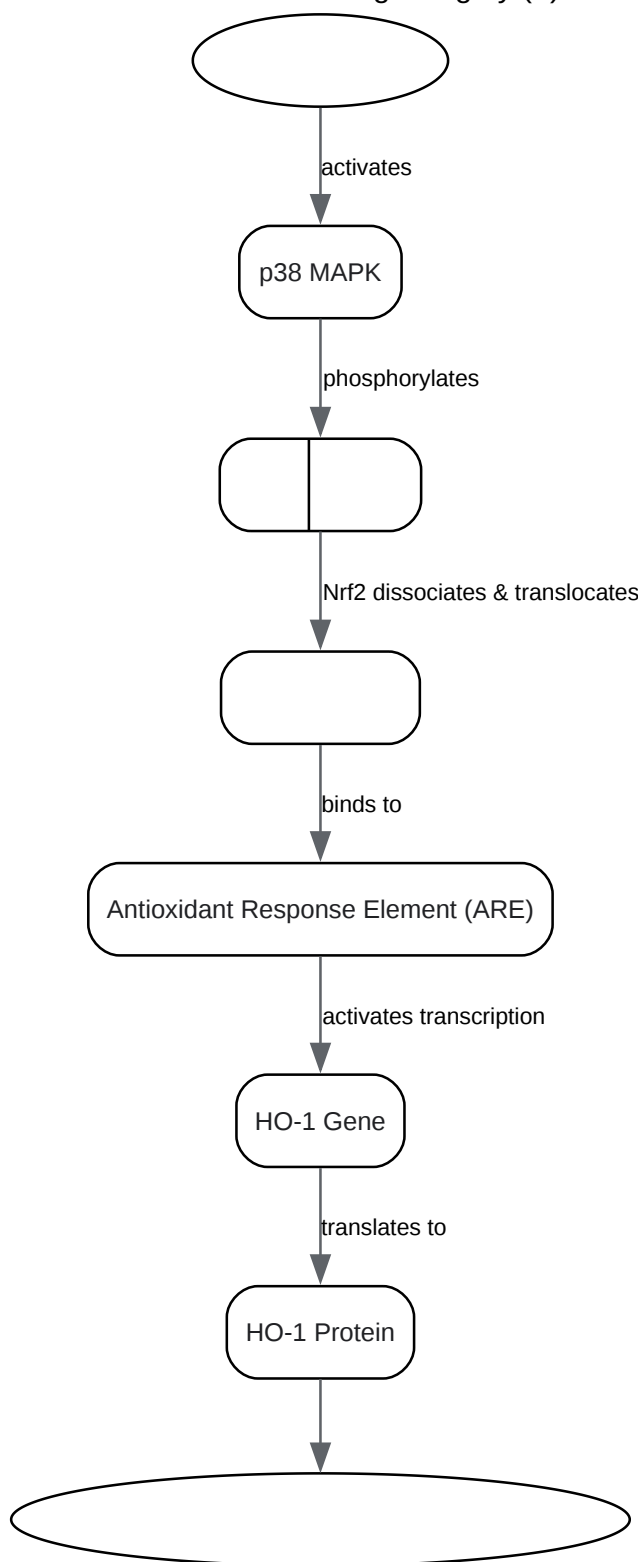 activates
p38 MAPK
phosphorylates
Nrf2 dissociates & translocates
binds to
Antioxidant Response Element (ARE)
activates transcription
HO-1 Gene
translates to
HO-1 Protein